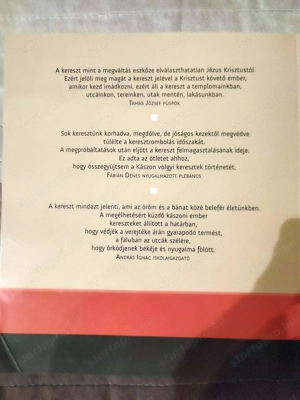 A kereszt mint a megváltás eszköze elválaszthatatlan Jézus Krisztustól.
Ezért jelöli meg magát a kereszt jelével a Krisztust követő ember,
amikor kezd imádkozni, ezért áll a kereszt a templomainkban,
utcáinkon, tereinken, utak mentén, lakásunkban.
Tamás József püspök
Sok keresztünk korhadva, megdőlve, de jóságos kezektől megvédve
túlélte a keresztrombolás időszakát.
A megpróbáltatások után eljött a kereszt felmagasztalásának ideje.
Ez adta az ötletet ahhoz,
hogy összegyűjtsem a Kászon völgyi keresztek történetét.
Fábián Dénes nyugalmazott plébános
A kereszt mindazt jelenti, ami az öröm és a bánat közé belefér életünkben.
A megélhetésért küzdő kászoni ember
kereszteket állított a határban,
hogy védjék a verejtéke árán gyarapodó termést,
a faluban az utcák szélére,
hogy őrködjenek békéje és nyugalma fölött.
András Ignác iskolaigazgató